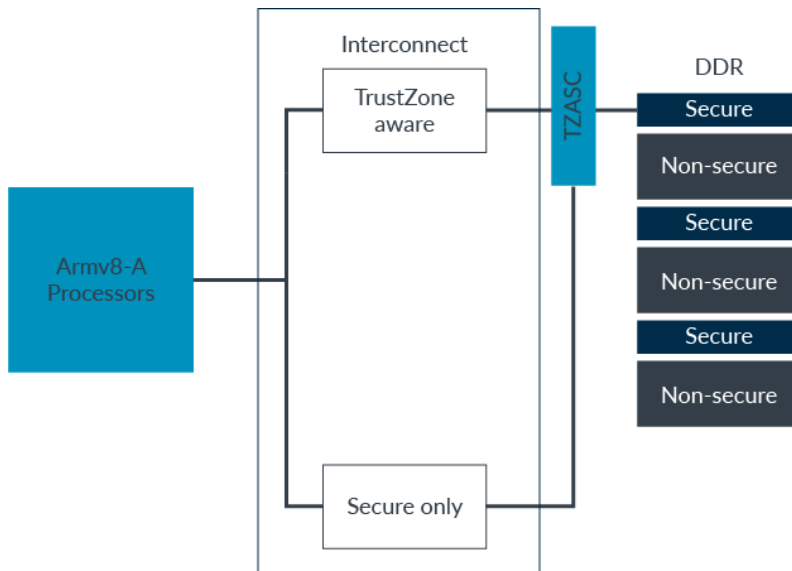 Interconnect
TrustZone
aware
TZASC
DDR
Secure
Non-secure
Secure
Non-secure
Secure
Non-secure
Armv8-A
Processors
Secure only